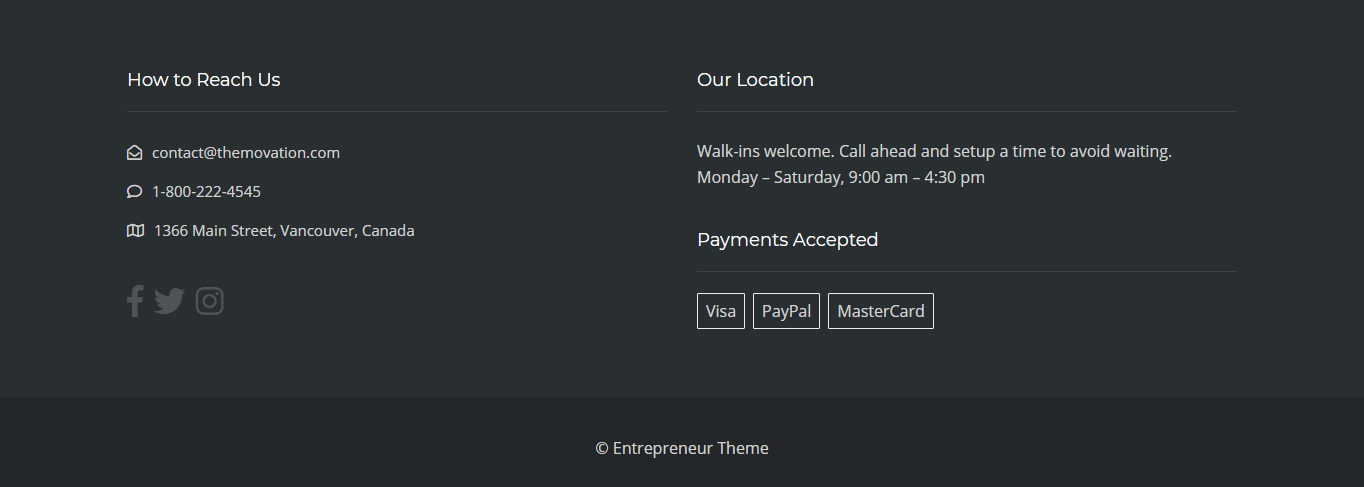 How to Reach Us
contact@themovation.com
1-800-222-4545
1366 Main Street, Vancouver, Canada
Our Location
Walk-ins welcome. Call ahead and setup a time to avoid waiting.
Monday – Saturday, 9:00 am – 4:30 pm
Payments Accepted
Visa PayPal MasterCard
© Entrepreneur Theme